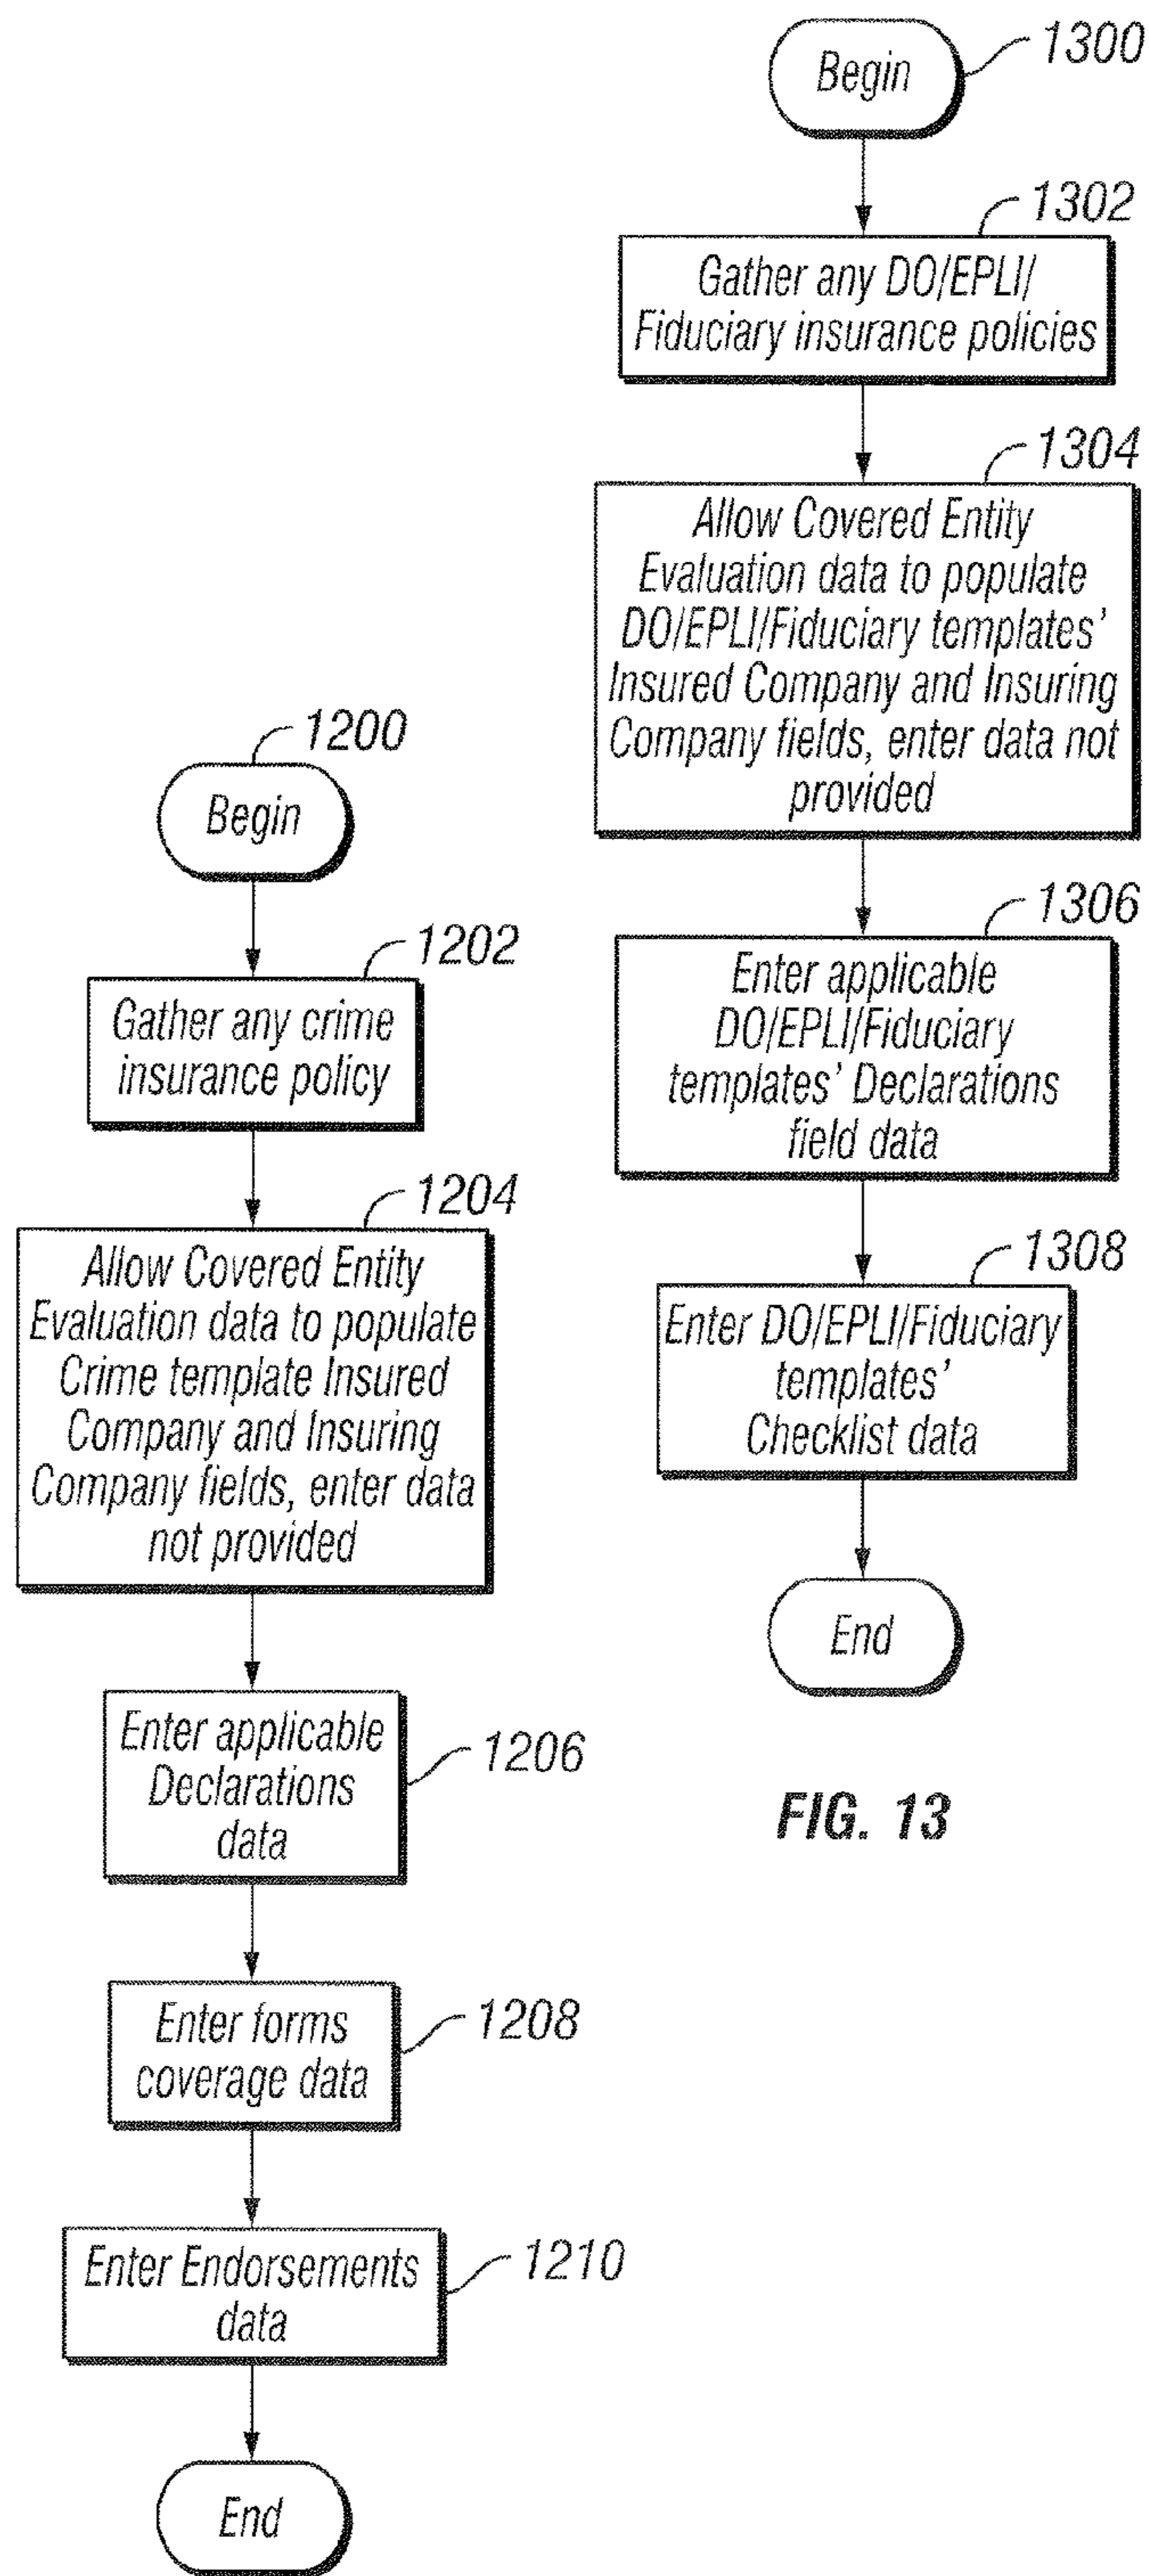 1200
Begin
1202
Gather any crime
insurance policy
1204
Allow Covered Entity
Evaluation data to populate
Crime template Insured
Company and Insuring
Company fields, enter data
not provided
Enter applicable
Declarations
data
1206
Enter forms
coverage data
1208
Enter Endorsements
data
1210
End
1300
Begin
1302
Gather any DO/EPLI/
Fiduciary insurance policies
1304
Allow Covered Entity
Evaluation data to populate
DO/EPLI/Fiduciary templates’
Insured Company and Insuring
Company fields, enter data not
provided
1306
Enter applicable
DO/EPLI/Fiduciary
templates’ Declarations
field data
1308
Enter DO/EPLI/Fiduciary
templates’
Checklist data
End
FIG. 13